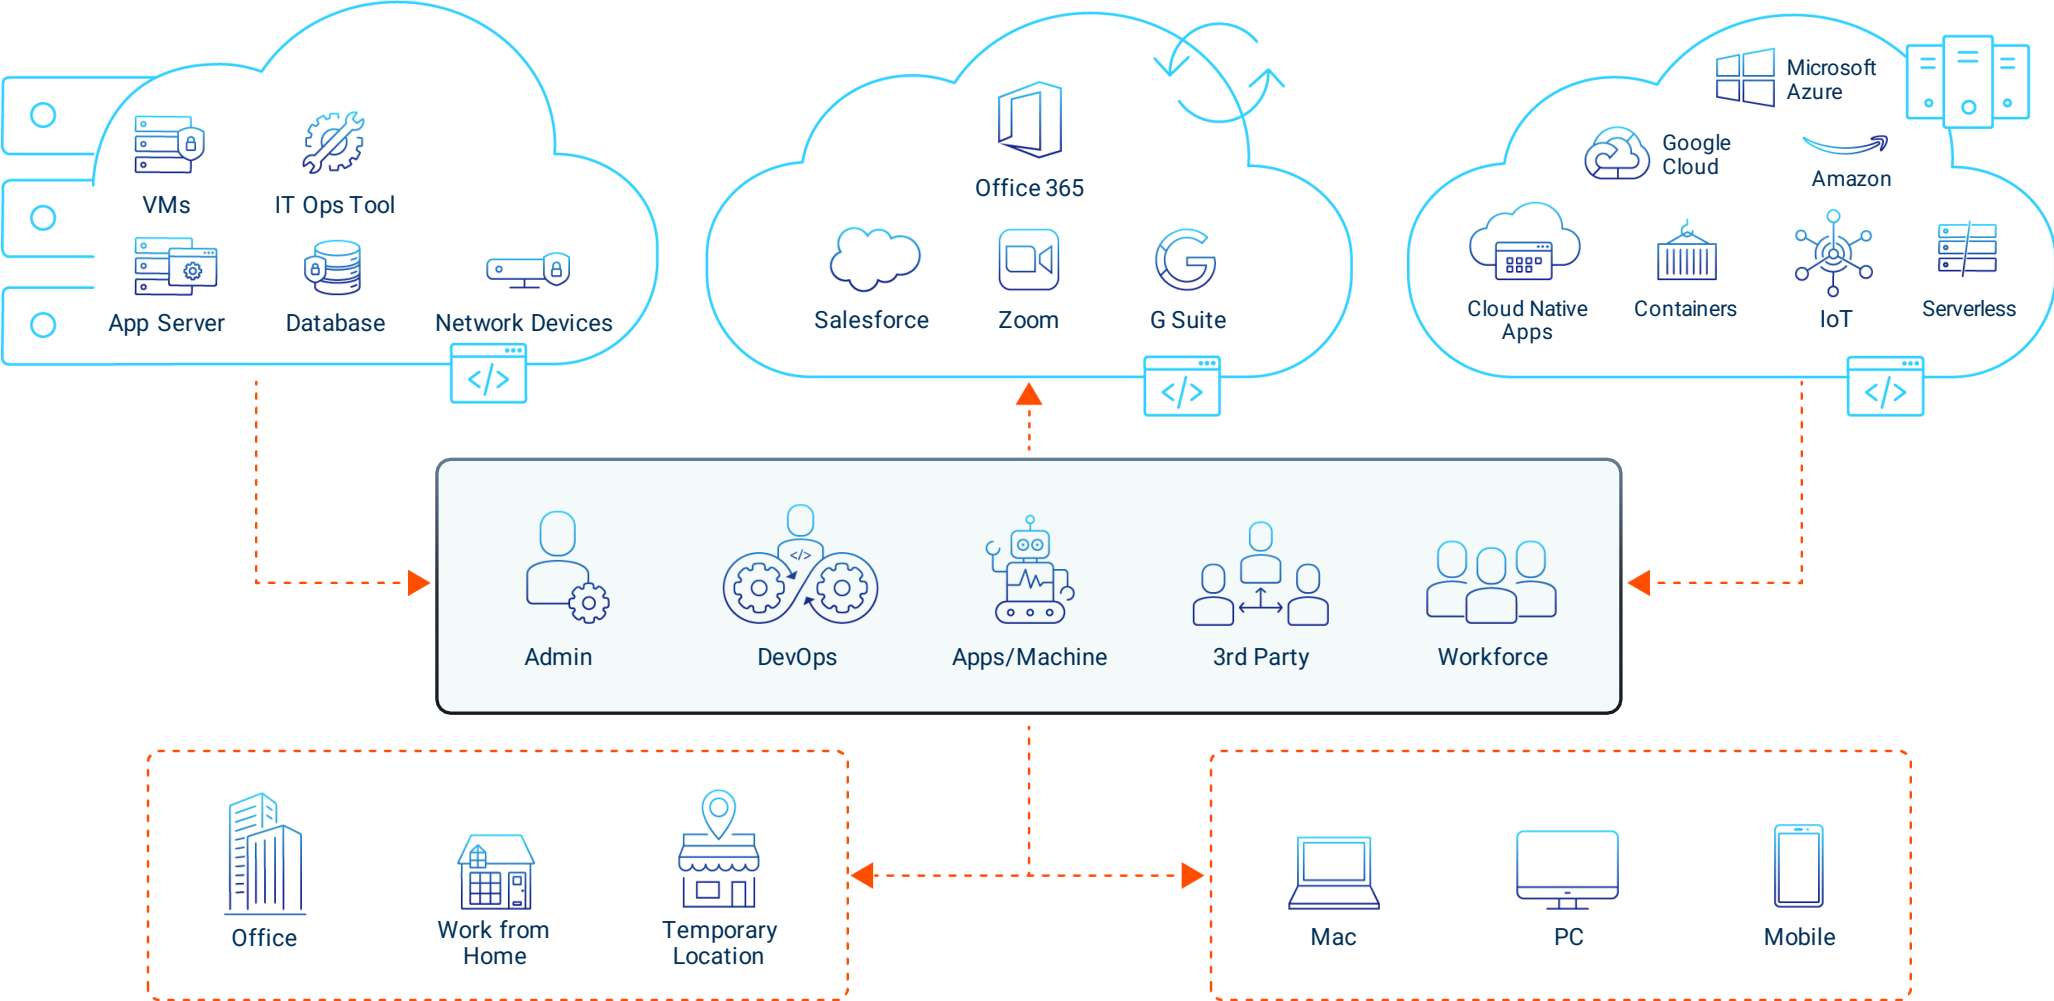 VMs
IT Ops Tool
App Server
Database
Network Devices
</>
Office 365
Salesforce
Zoom
G Suite
</>
Microsoft
Azure
Google
Cloud
Amazon
Cloud Native
Apps
Containers
IoT
Serverless
</>
</>
Admin
DevOps
Apps/Machine
3rd Party
Workforce
Office
Work from
Home
Temporary
Location
Mac
PC
Mobile